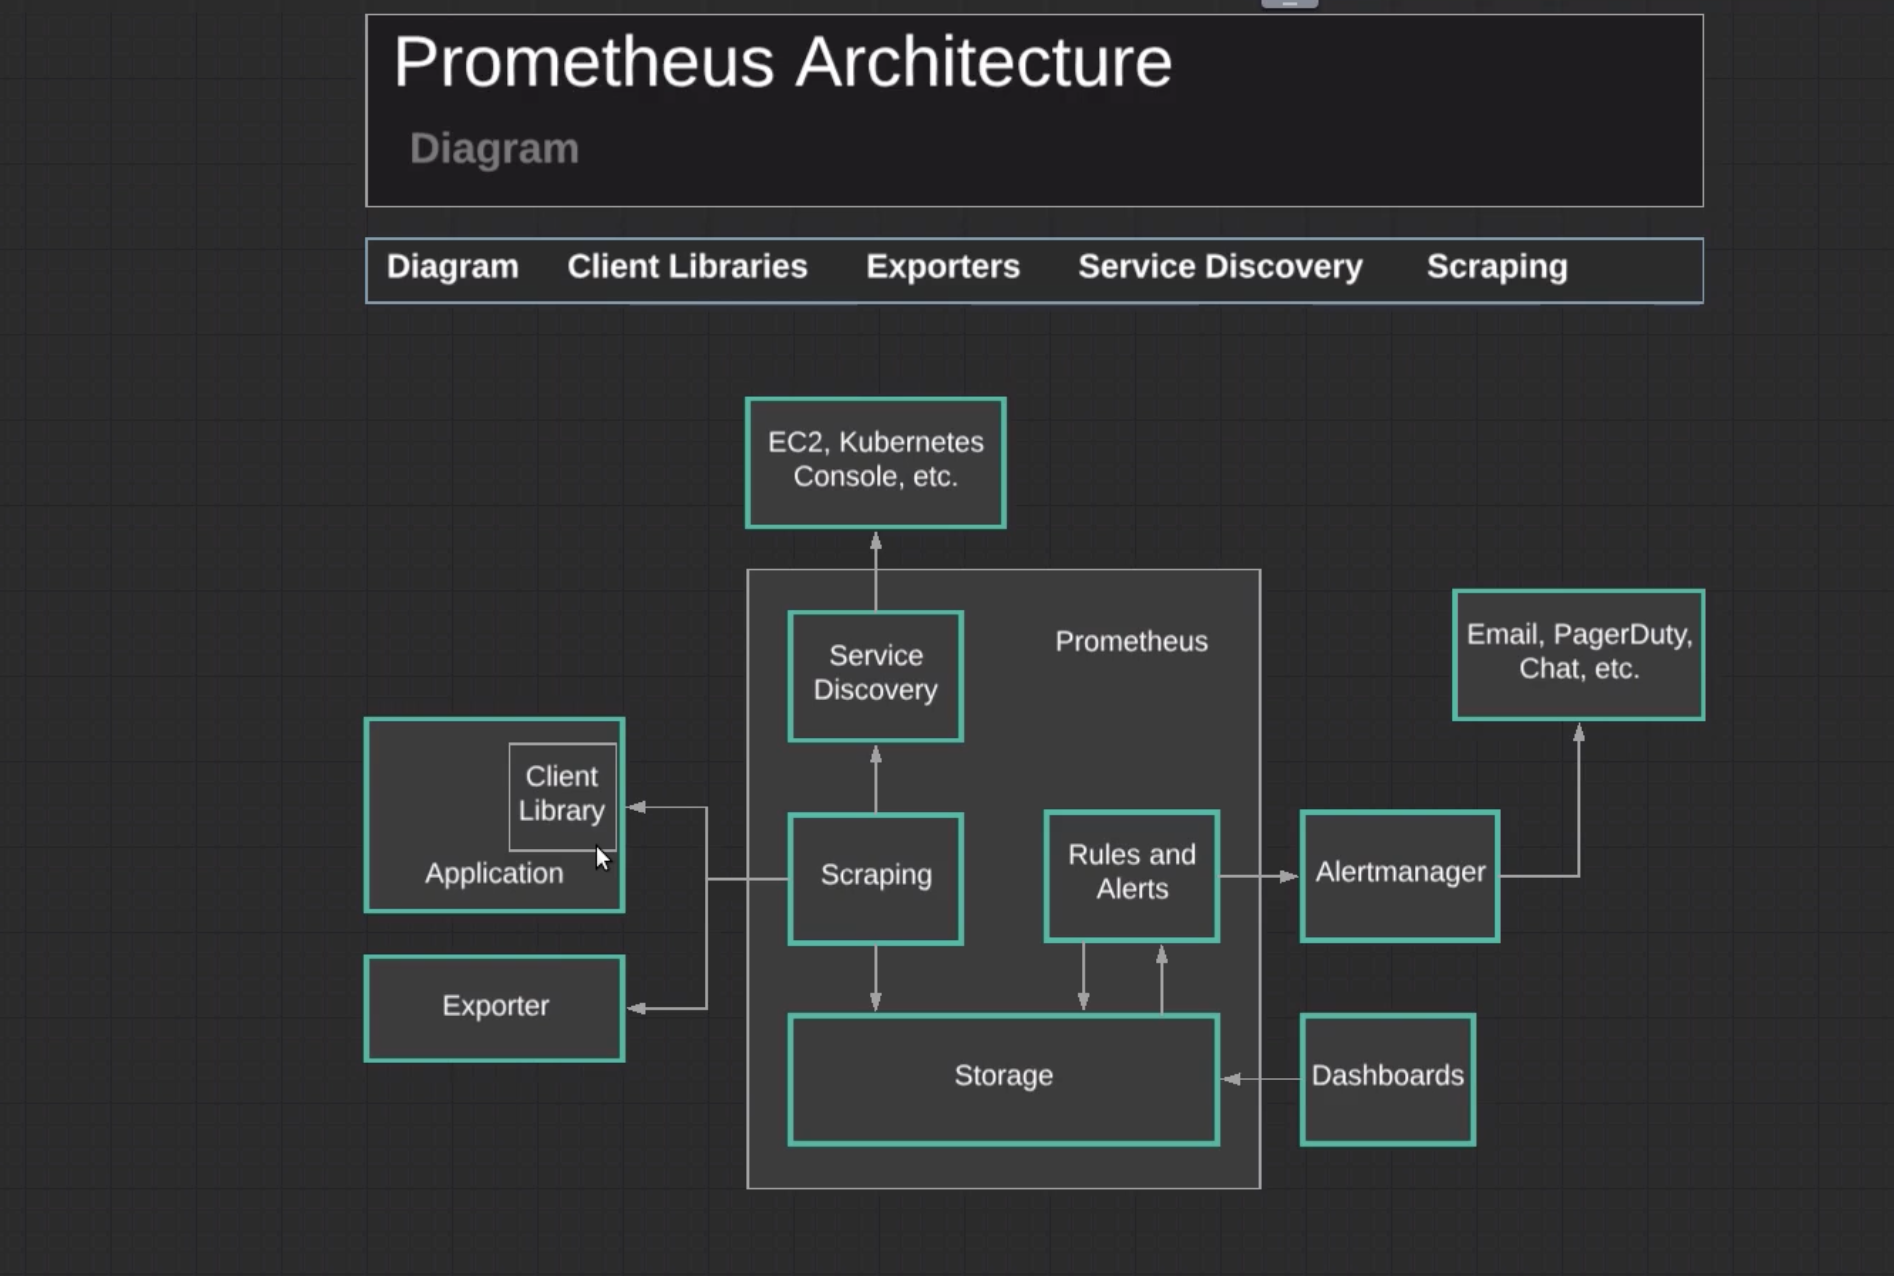 Prometheus Architecture
Diagram
Diagram Client Libraries Exporters Service Discovery Scraping
EC2, Kubernetes
Console, etc.
Service
Discovery
Prometheus
Email, PagerDuty,
Chat, etc.
Client
Library
Application
Scraping
Rules and
Alerts
Alertmanager
Exporter
Storage
Dashboards